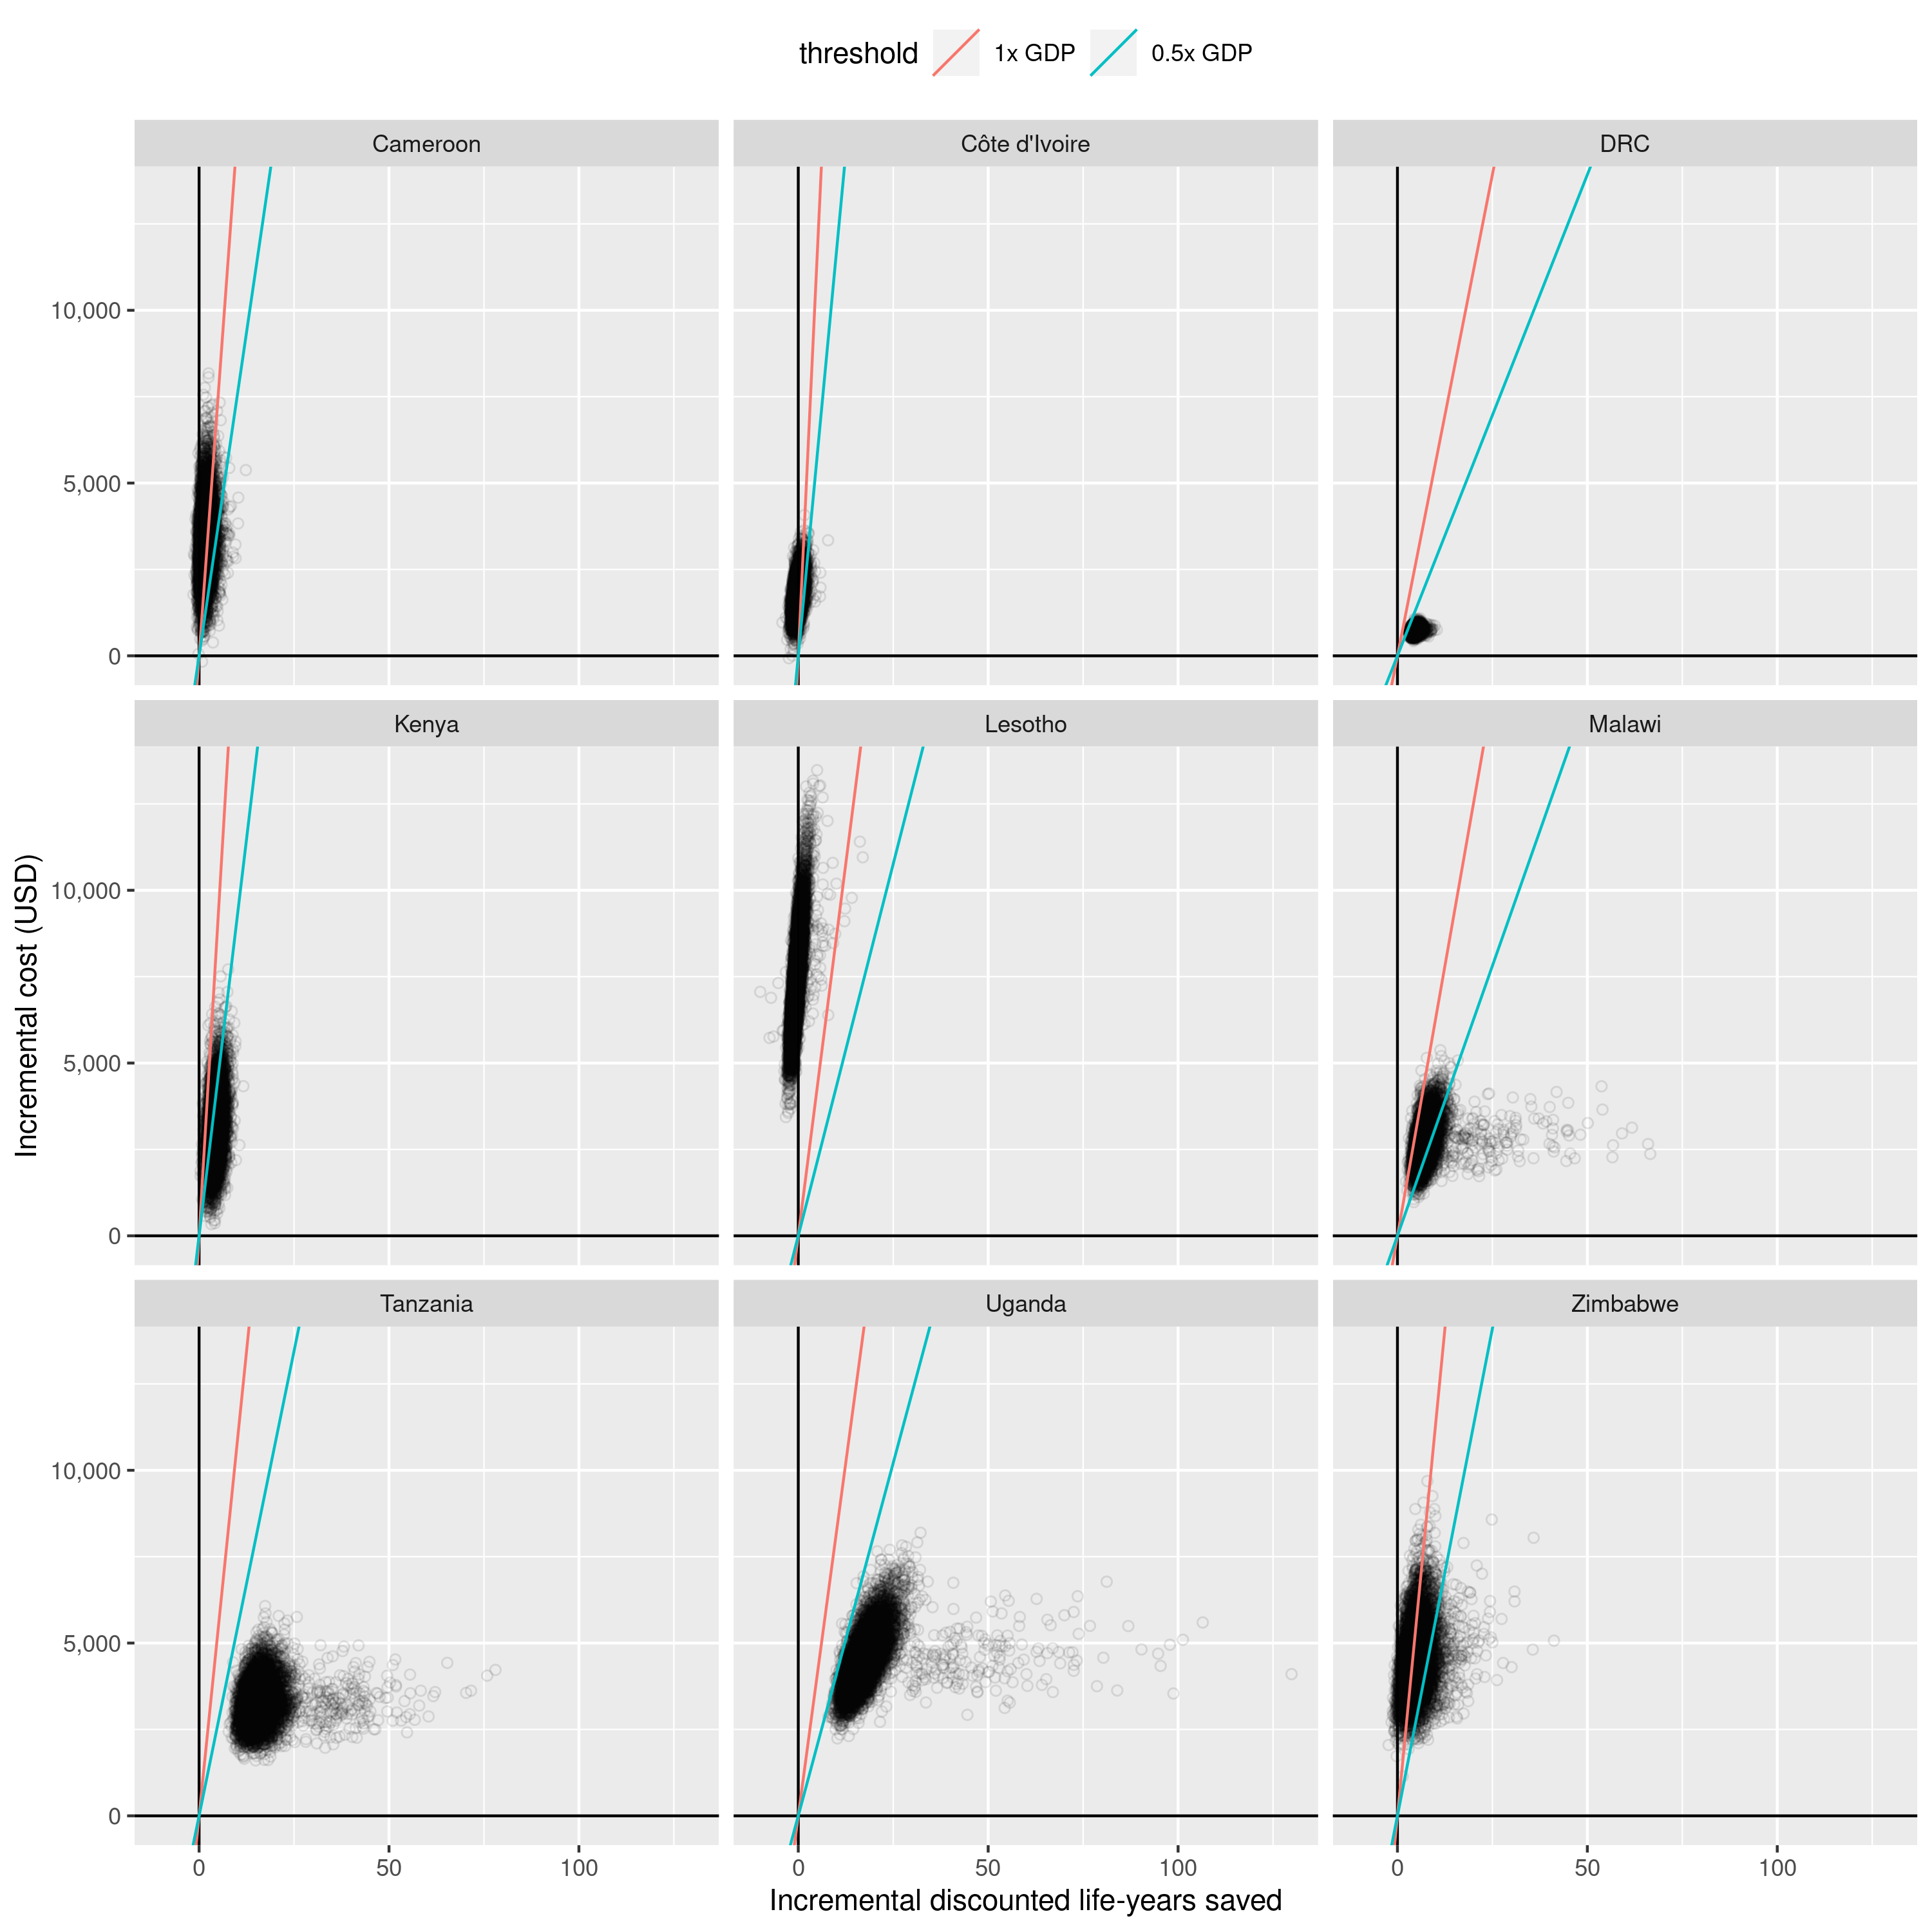 threshold 1x GDP 0.5x GDP
Cameroon Côte d'Ivoire DRC
10,000
5,000
0
Kenya Lesotho Malawi
10,000
5,000
0
Incremental cost (USD)
Tanzania Uganda Zimbabwe
10,000
5,000
0
0 50 100 0 50 100 0 50 100
Incremental discounted life-years saved